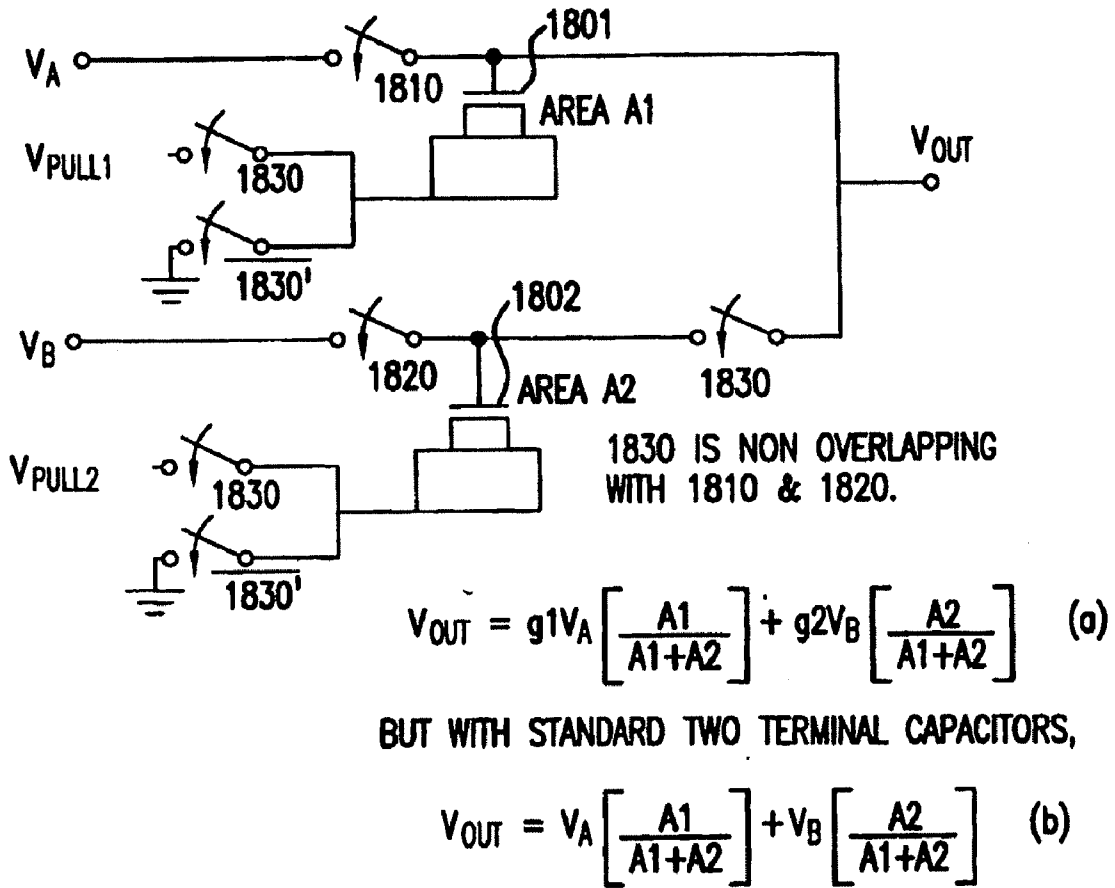 1801
V_A
1810
AREA A1
V_PULL1
1830
V_OUT
1830'
1802
V_B
1820
1830
AREA A2
V_PULL2
1830
1830 IS NON OVERLAPPING
WITH 1810 & 1820.
1830'
V_OUT = g1V_A [A1/(A1+A2)] + g2V_B [A2/(A1+A2)] (a)
BUT WITH STANDARD TWO TERMINAL CAPACITORS,
V_OUT = V_A [A1/(A1+A2)] + V_B [A2/(A1+A2)] (b)